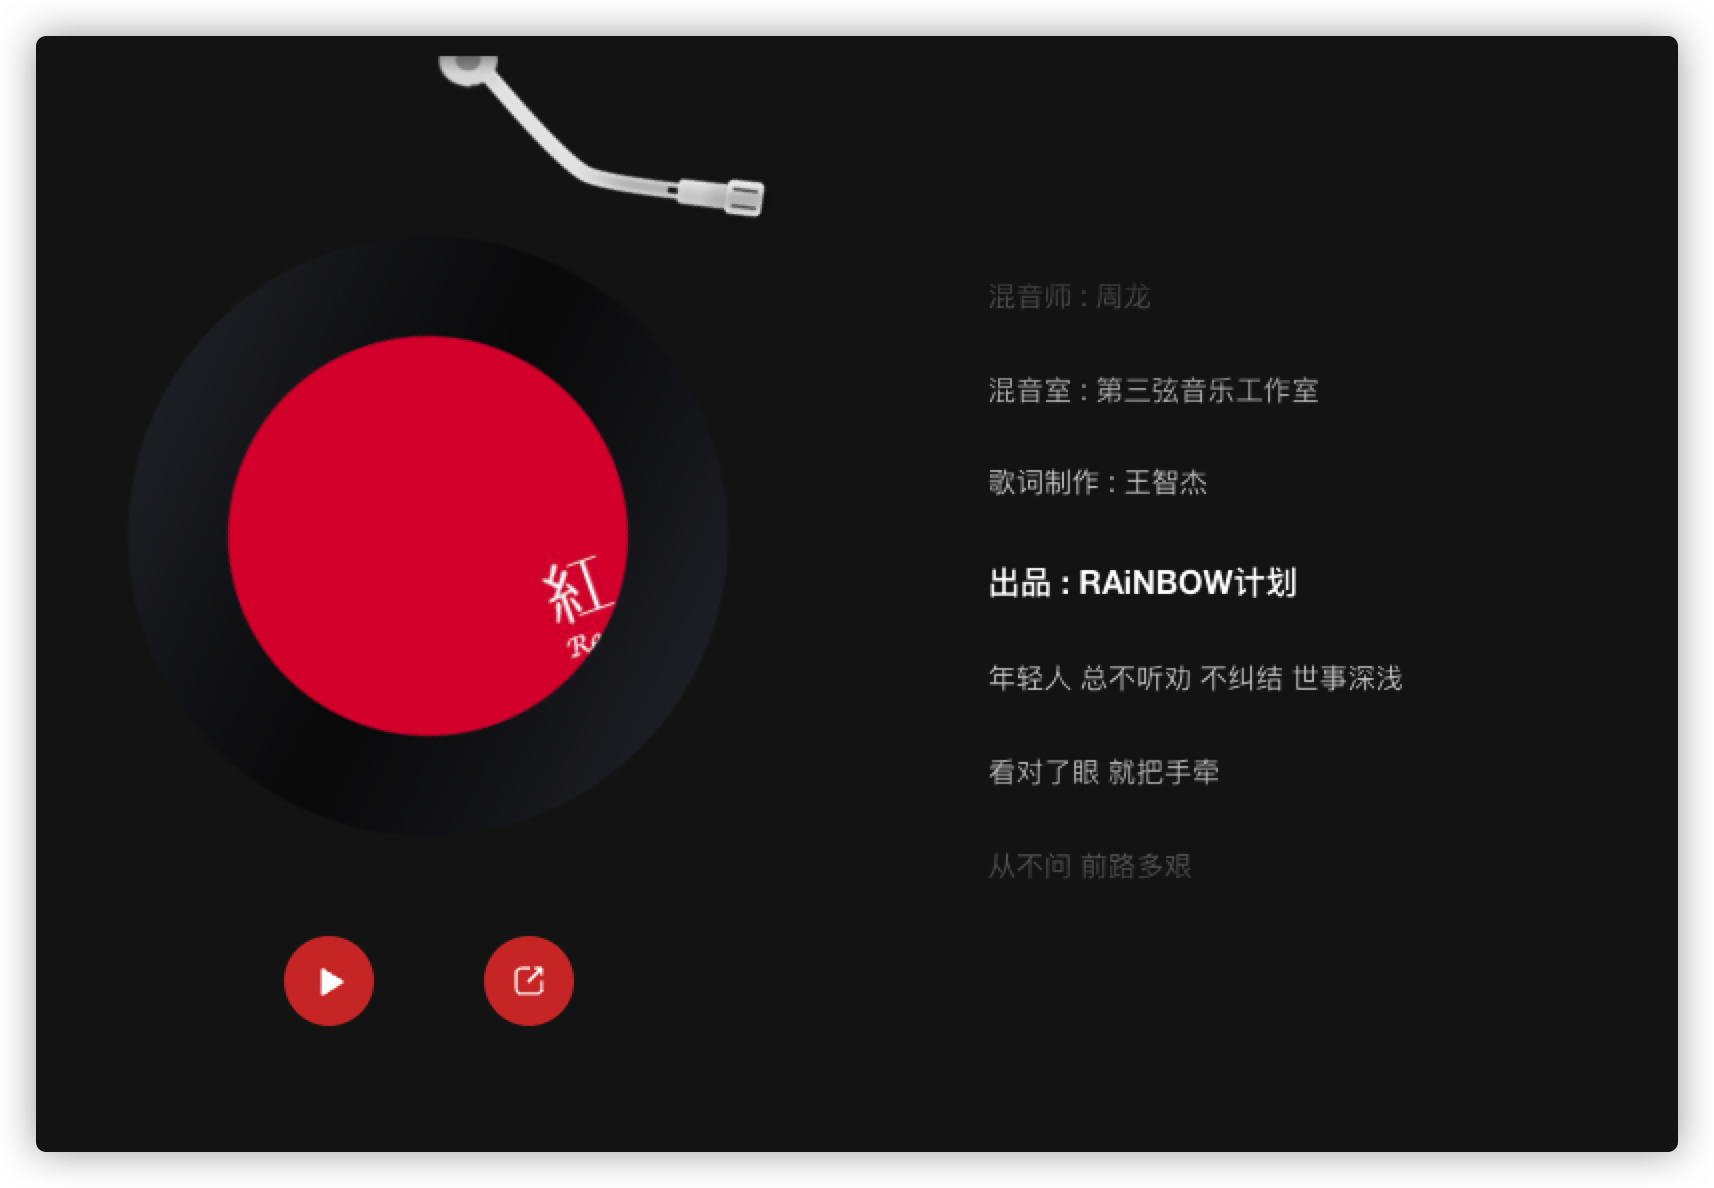 紅
Re
混音师 : 周龙
混音室 : 第三弦音乐工作室
歌词制作 : 王智杰
出品 : RAiNBOW计划
年轻人 总不听劝 不纠结 世事深浅
看对了眼 就把手牵
从不问 前路多艰